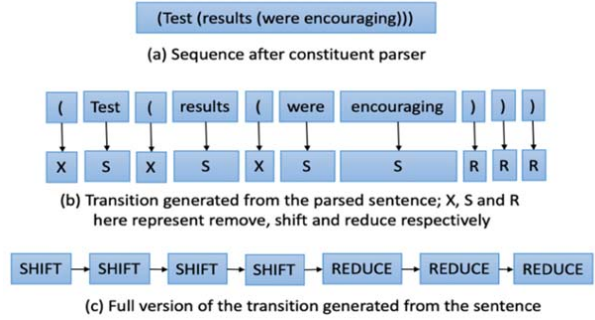 (Test (results (were encouraging)))
(a) Sequence after constituent parser
( Test ( results ( were encouraging ) ) )
X S X S X S S R R R
(b) Transition generated from the parsed sentence; X, S and R
here represent remove, shift and reduce respectively
SHIFT SHIFT SHIFT SHIFT REDUCE REDUCE REDUCE
(c) Full version of the transition generated from the sentence